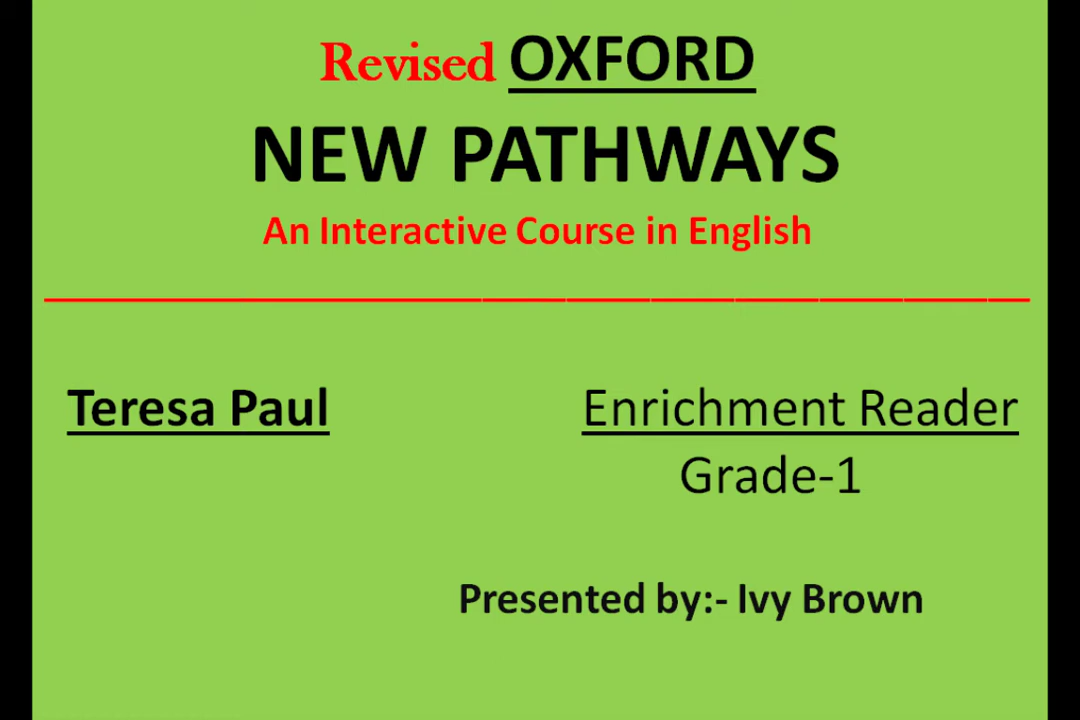 Revised OXFORD
NEW PATHWAYS
An Interactive Course in English
Teresa Paul
Enrichment Reader
Grade-1
Presented by:- Ivy Brown